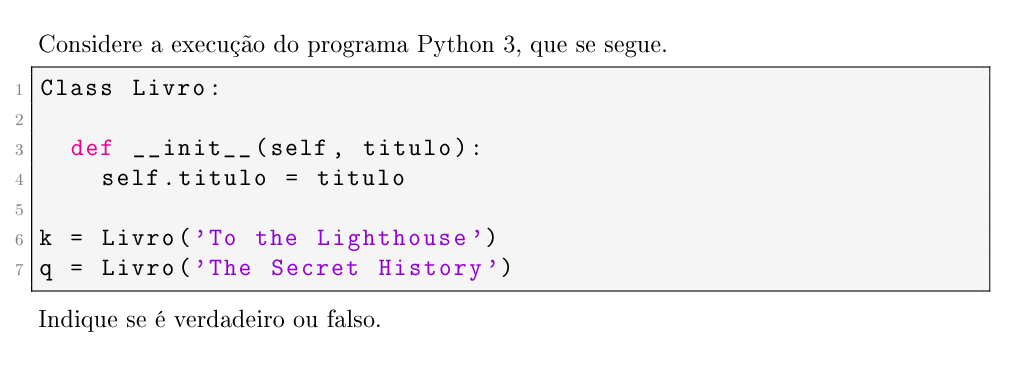 Considere a execução do programa Python 3, que se segue.
1 Class Livro:
2
3 def __init__(self, titulo):
4 self.titulo = titulo
5
6 k = Livro('To the Lighthouse')
7 q = Livro('The Secret History')
Indique se é verdadeiro ou falso.